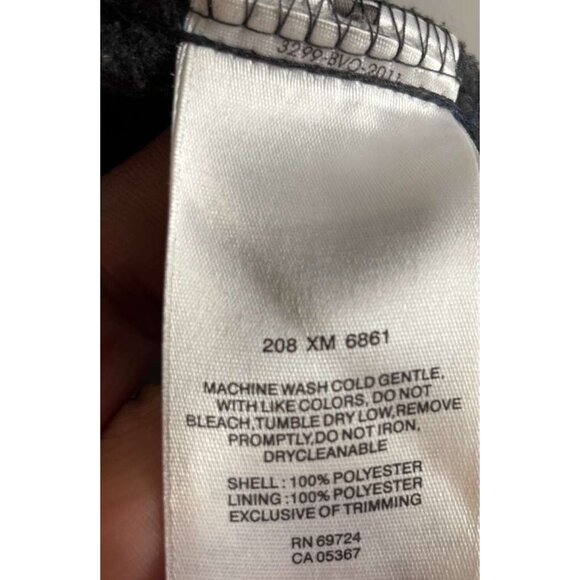 3299-BVO-2011
208 XM 6861
MACHINE WASH COLD GENTLE,
WITH LIKE COLORS, DO NOT
BLEACH,TUMBLE DRY LOW,REMOVE
PROMPTLY,DO NOT IRON,
DRYCLEANABLE
SHELL : 100% POLYESTER
LINING : 100% POLYESTER
EXCLUSIVE OF TRIMMING
RN 69724
CA 05367